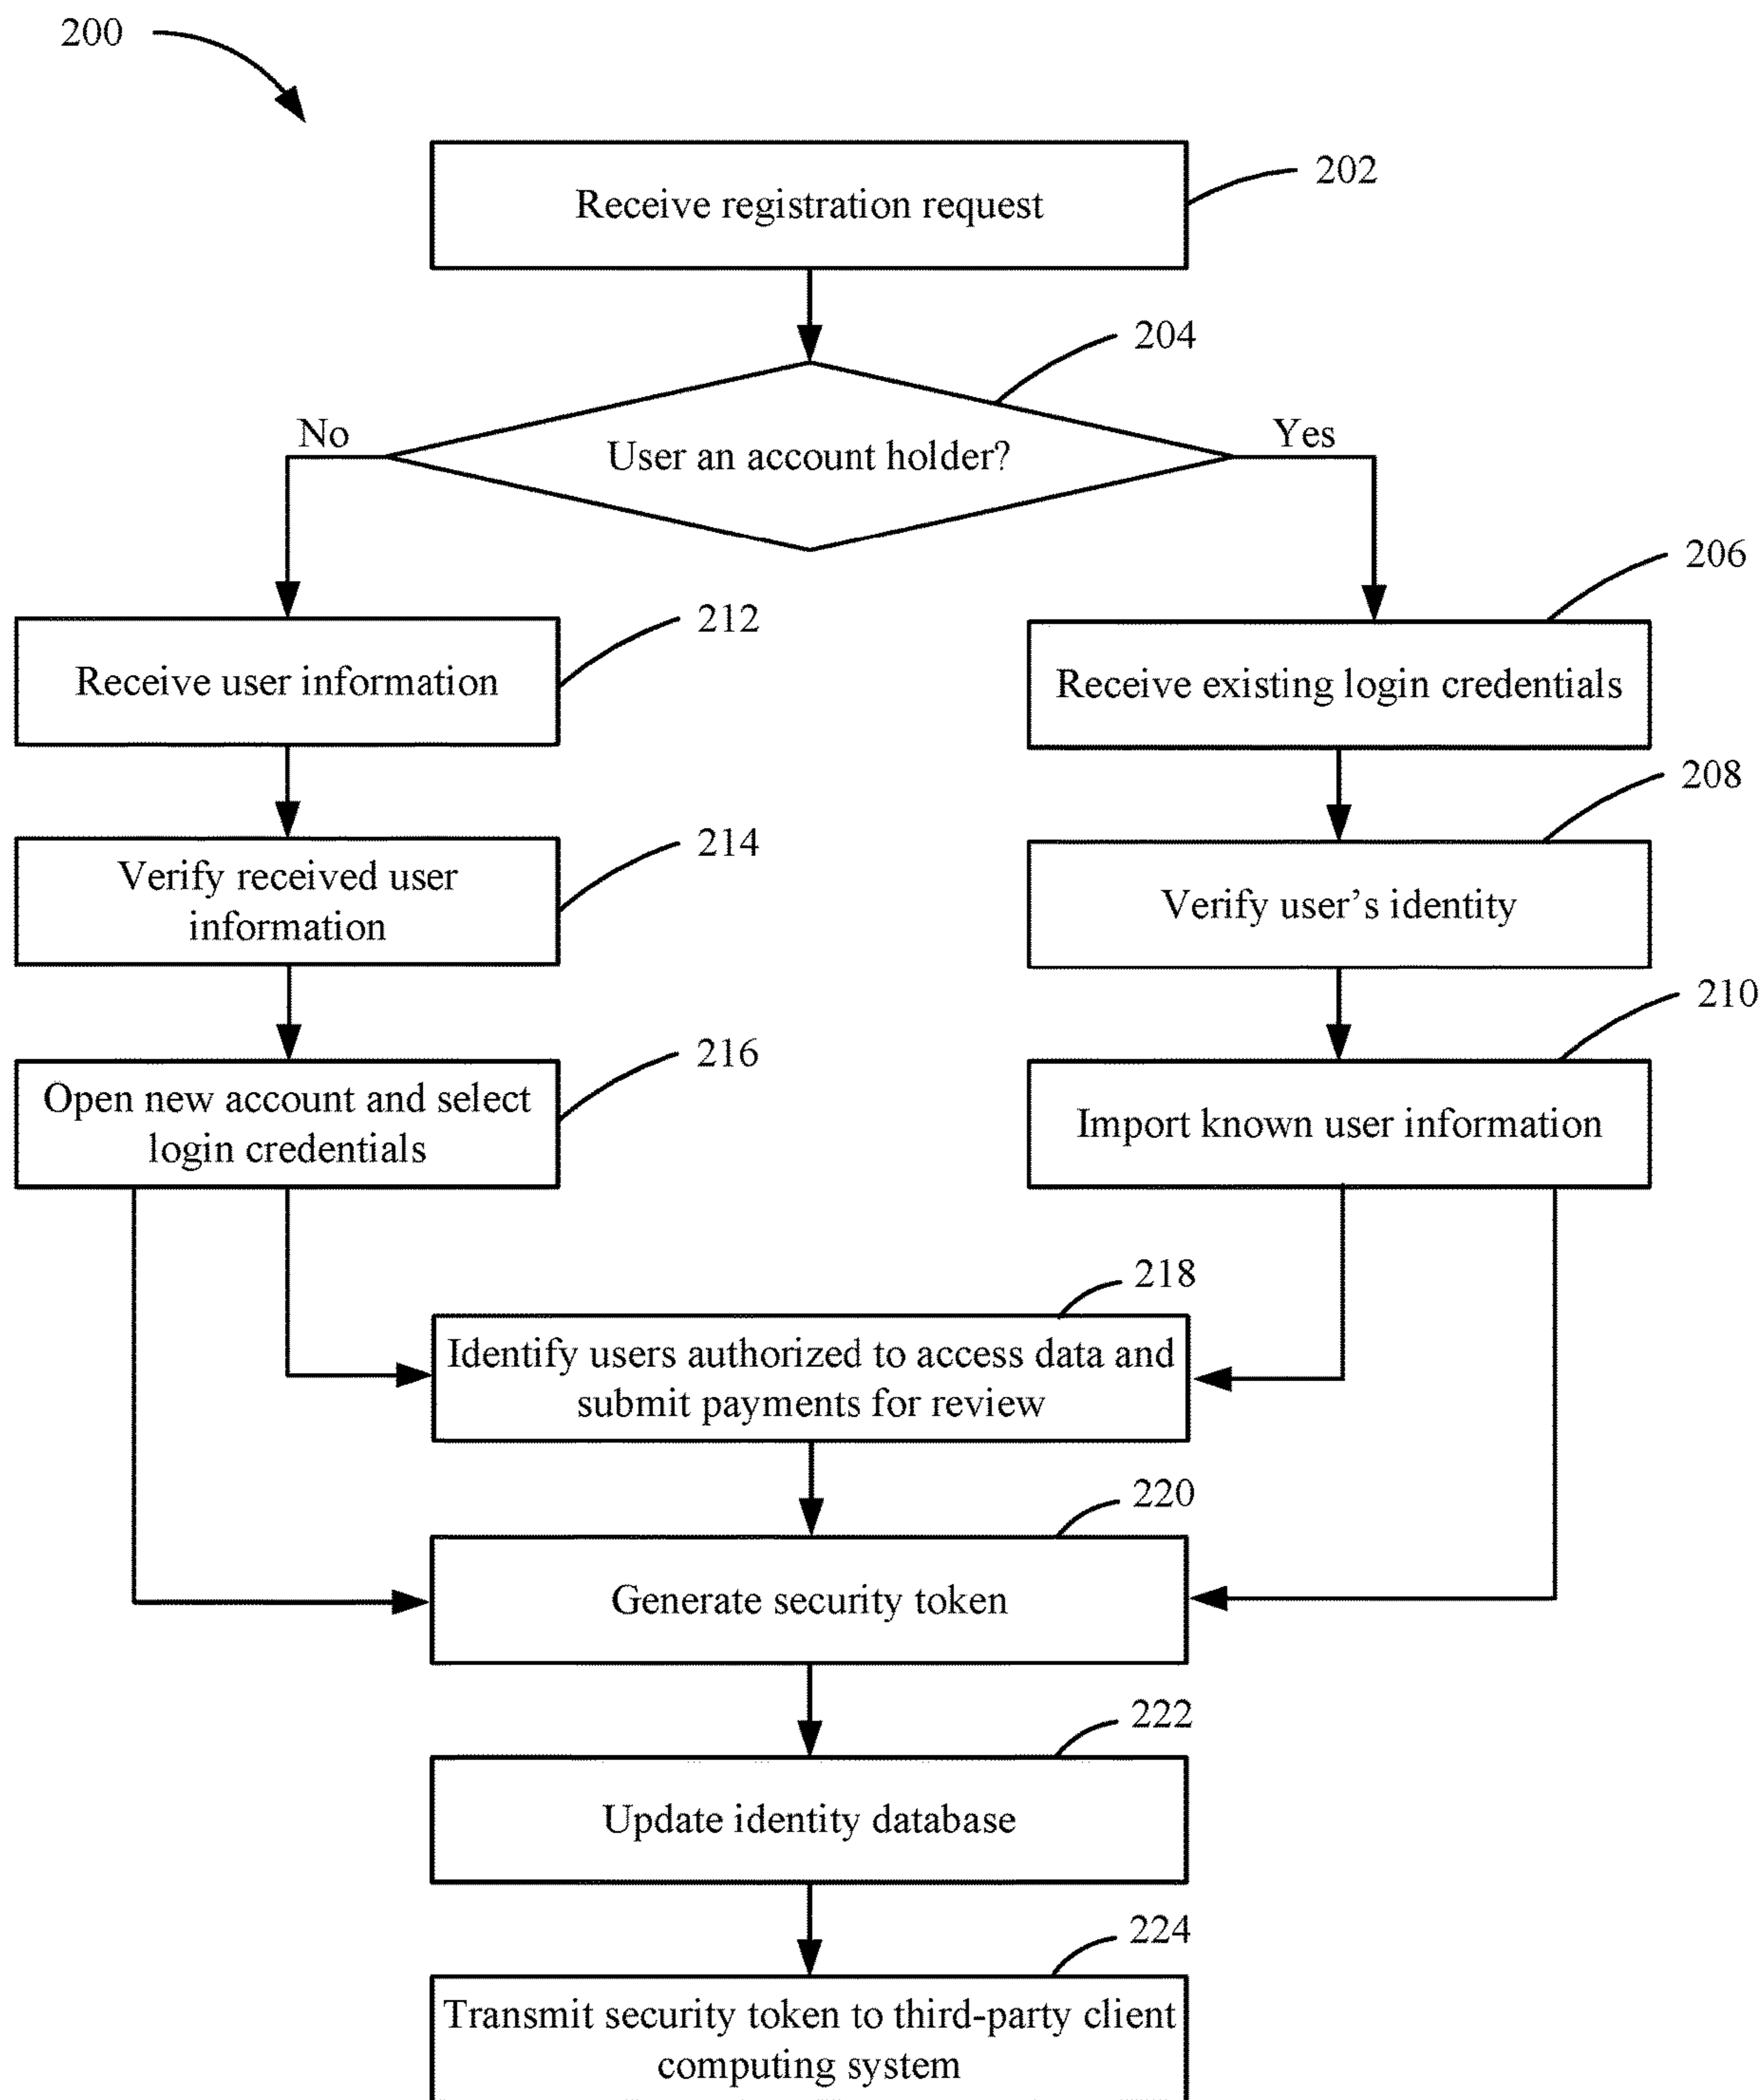 200
202
Receive registration request
204
No
Yes
User an account holder?
206
212
Receive user information
Receive existing login credentials
208
214
Verify received user
information
Verify user’s identity
210
216
Open new account and select
login credentials
Import known user information
218
Identify users authorized to access data and
submit payments for review
220
Generate security token
222
Update identity database
224
Transmit security token to third-party client
computing system